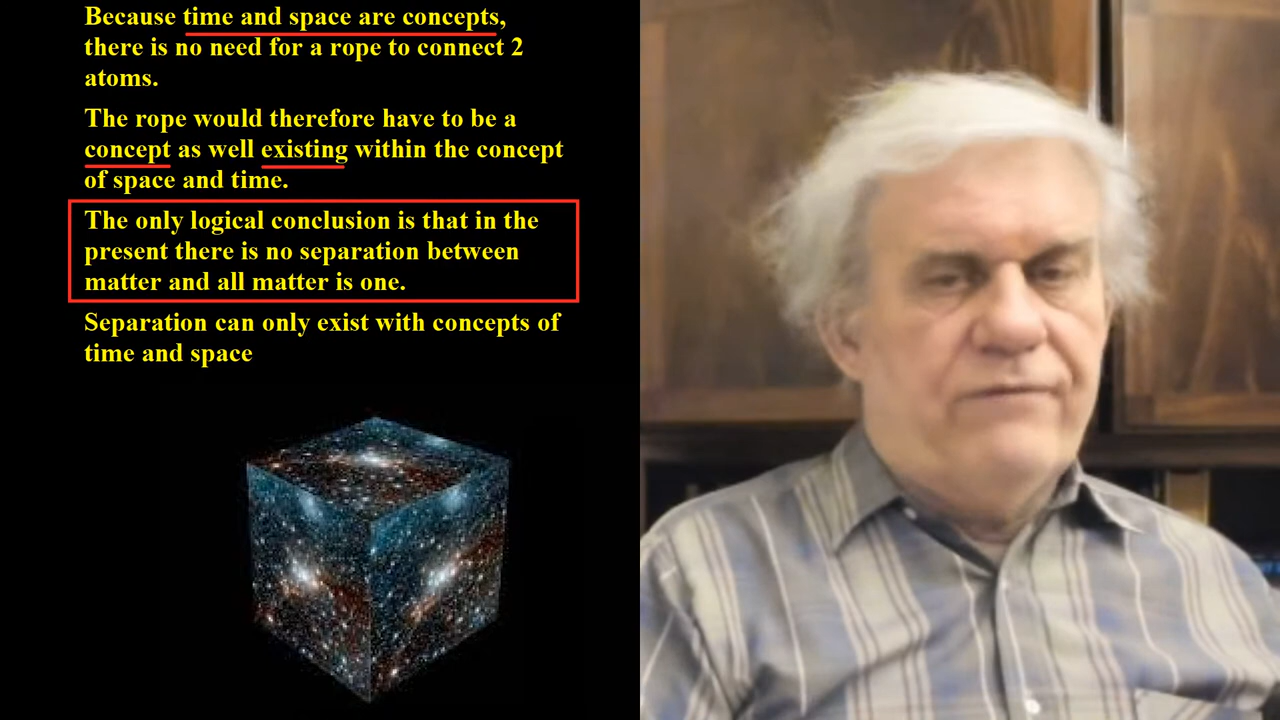 Because time and space are concepts,
there is no need for a rope to connect 2
atoms.
The rope would therefore have to be a
concept as well existing within the concept
of space and time.
The only logical conclusion is that in the
present there is no separation between
matter and all matter is one.
Separation can only exist with concepts of
time and space